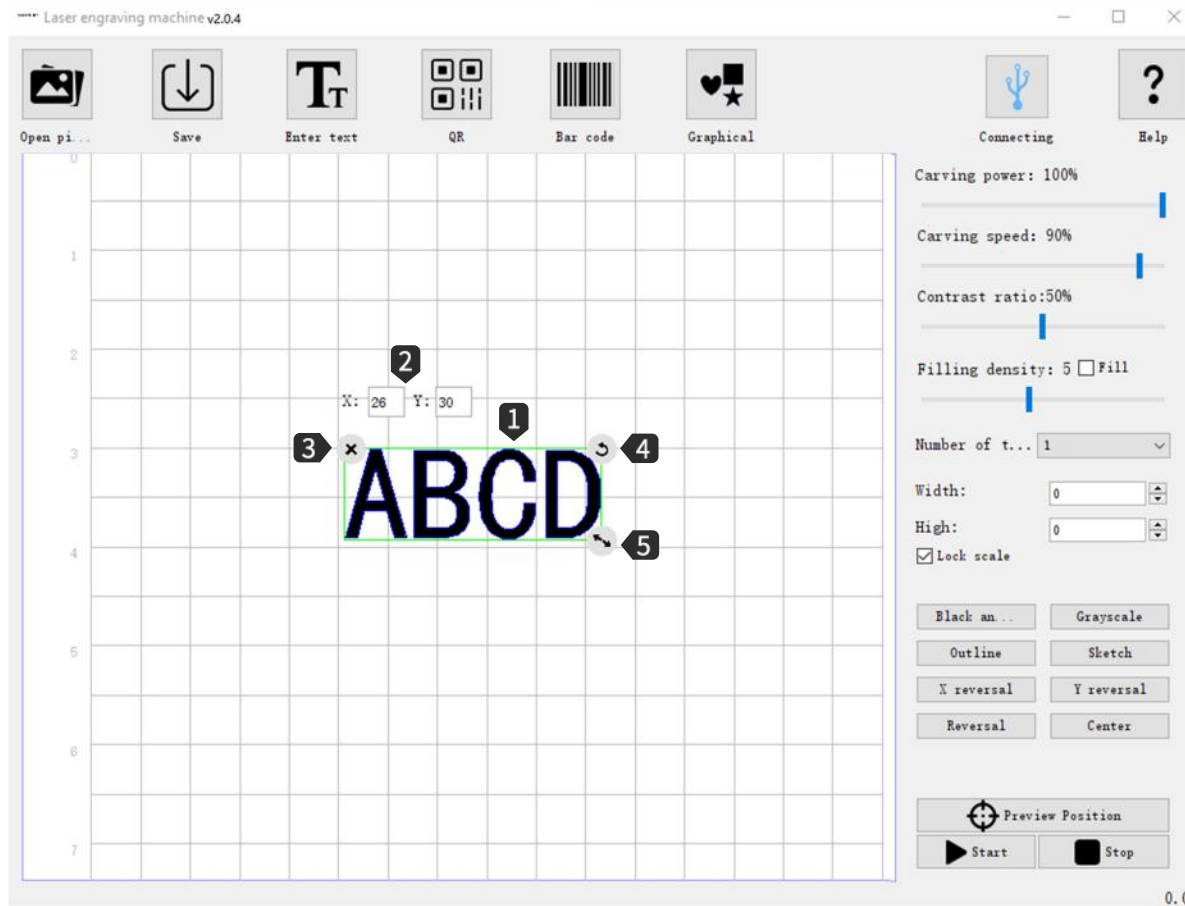 Laser engraving machine v2.0.4
Open pi...
Save
Enter text
QR
Bar code
Graphical
Connecting
Help
0
1
2
3
4
5
6
7
X: 26 Y: 30
2
1
3
4
5
ABCD
Carving power: 100%
Carving speed: 90%
Contrast ratio:50%
Filling density: 5 Fill
Number of t... 1
Width: 0
High: 0
Lock scale
Black an... Grayscale
Outline Sketch
X reversal Y reversal
Reversal Center
Preview Position
Start Stop